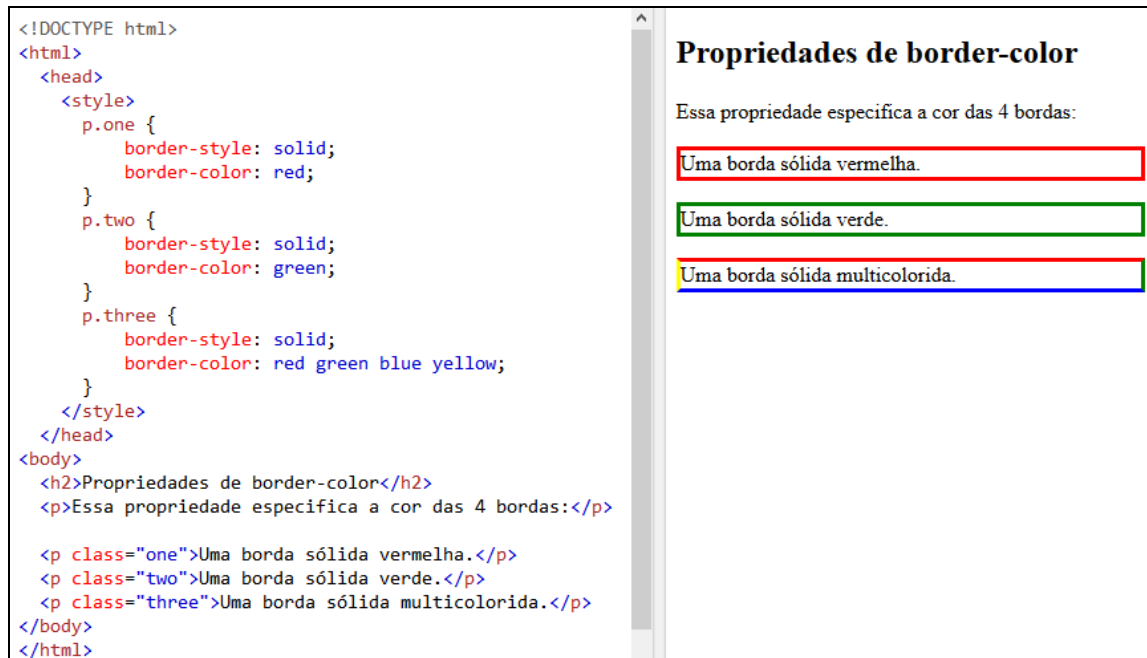 <!DOCTYPE html>
<html>
  <head>
    <style>
      p.one {
          border-style: solid;
          border-color: red;
      }
      p.two {
          border-style: solid;
          border-color: green;
      }
      p.three {
          border-style: solid;
          border-color: red green blue yellow;
      }
    </style>
  </head>
<body>
  <h2>Propriedades de border-color</h2>
  <p>Essa propriedade especifica a cor das 4 bordas:</p>

  <p class="one">Uma borda sólida vermelha.</p>
  <p class="two">Uma borda sólida verde.</p>
  <p class="three">Uma borda sólida multicolorida.</p>
</body>
</html>
Propriedades de border-color
Essa propriedade especifica a cor das 4 bordas:
Uma borda sólida vermelha.
Uma borda sólida verde.
Uma borda sólida multicolorida.